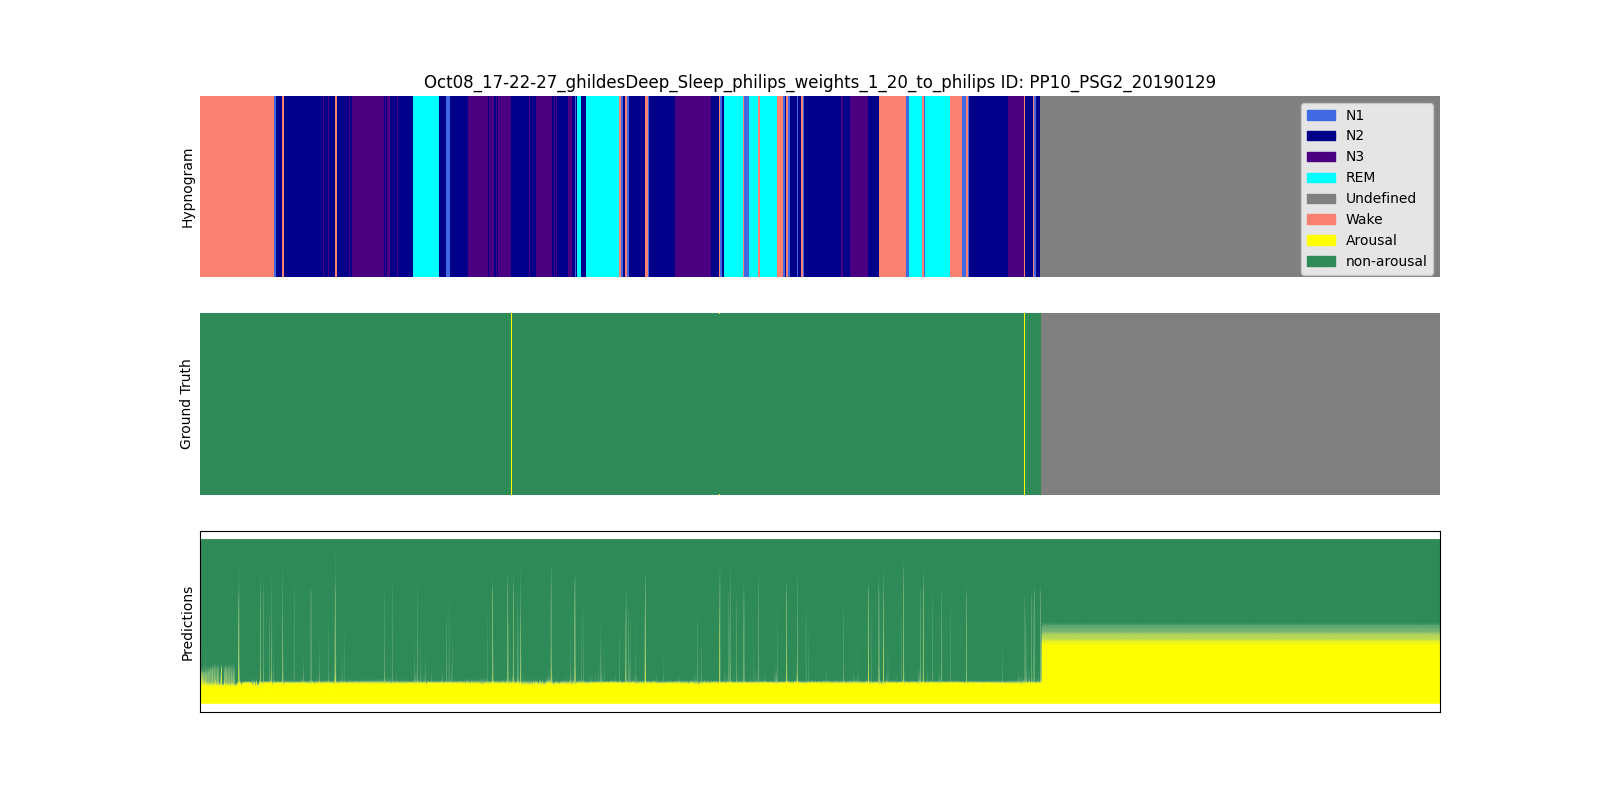 Oct08_17-22-27_ghildesDeep_Sleep_philips_weights_1_20_to_philips ID: PP10_PSG2_20190129
Hypnogram
N1
N2
N3
REM
Undefined
Wake
Arousal
non-arousal
Ground Truth
Predictions